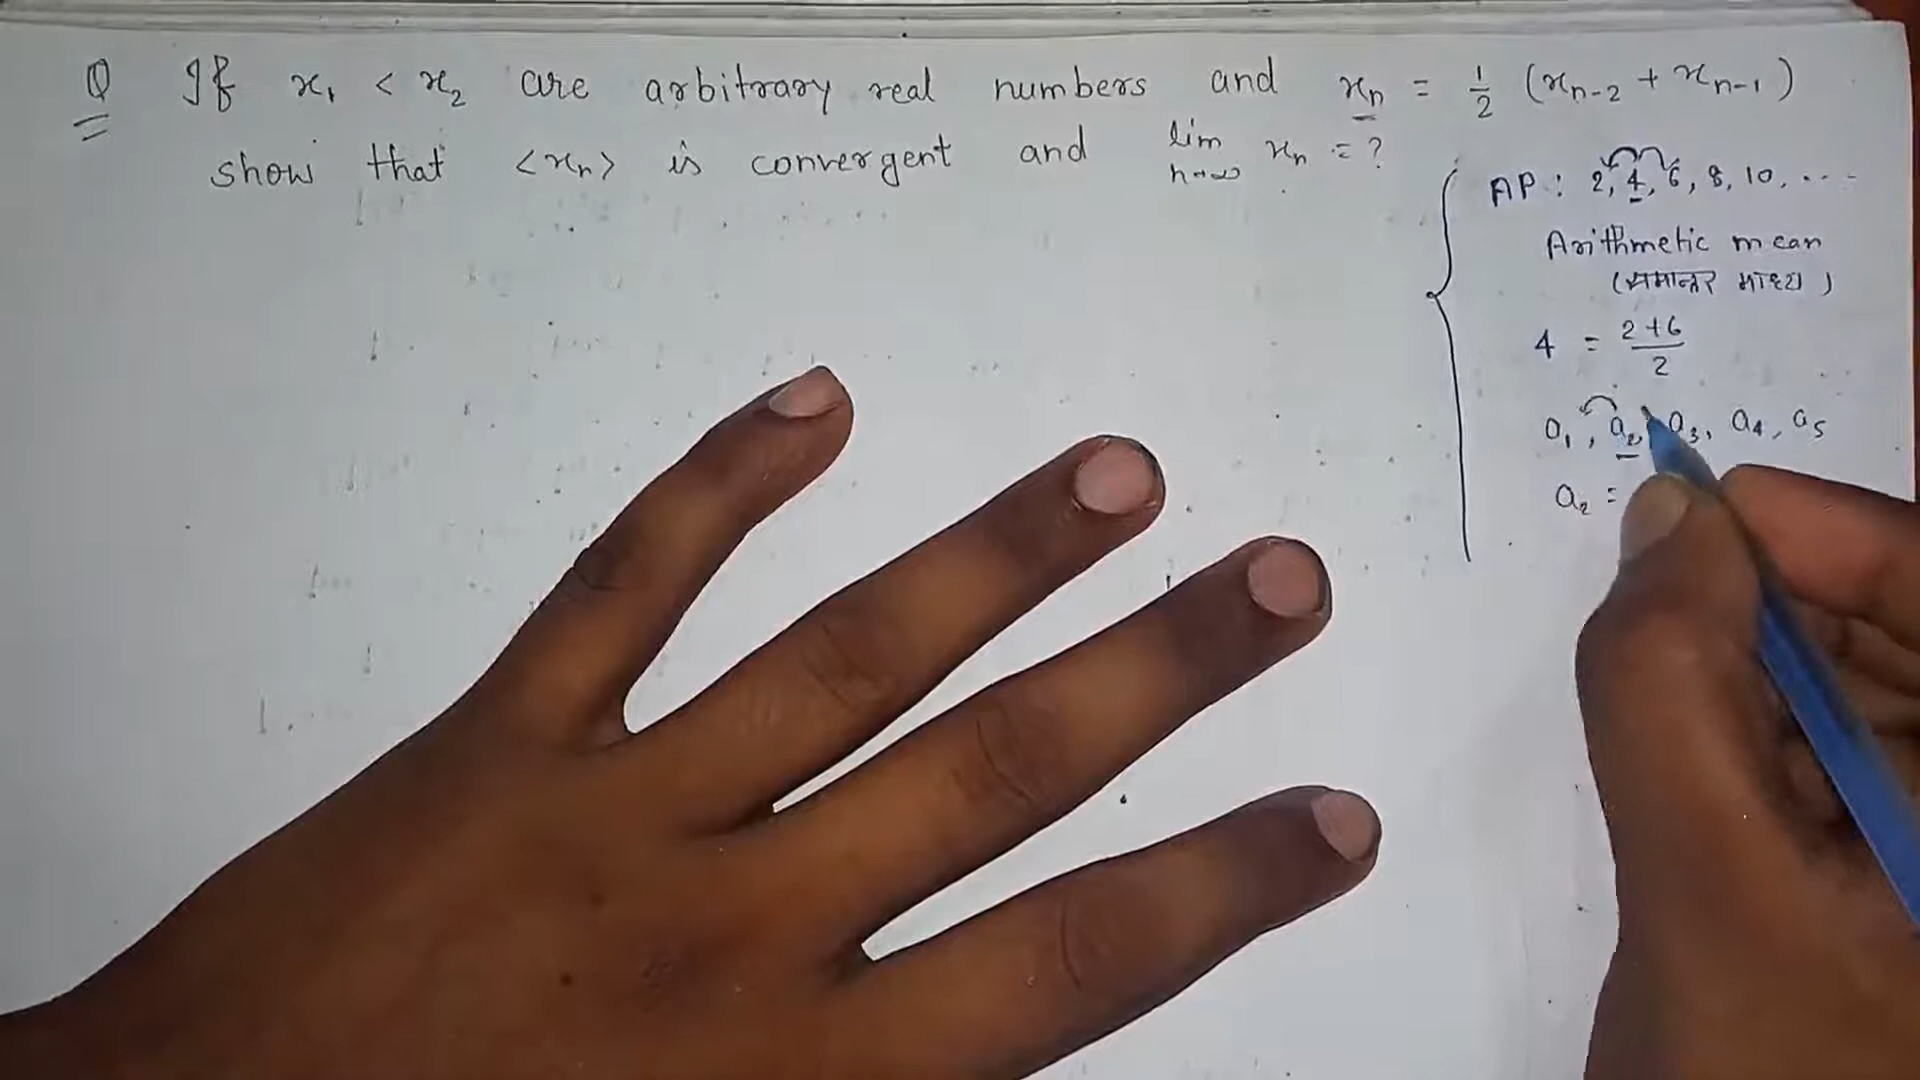 Q If x₁ < x₂ are arbitrary real numbers and xₙ = 1/2 (xₙ₋₂ + xₙ₋₁)
show that <xₙ> is convergent and lim n→∞ xₙ = ?
AP : 2, 4, 6, 8, 10, ....
Arithmetic mean
(समान्तर माध्य)
4 = (2+6)/2
a₁, a₂, a₃, a₄, a₅
a₂ =